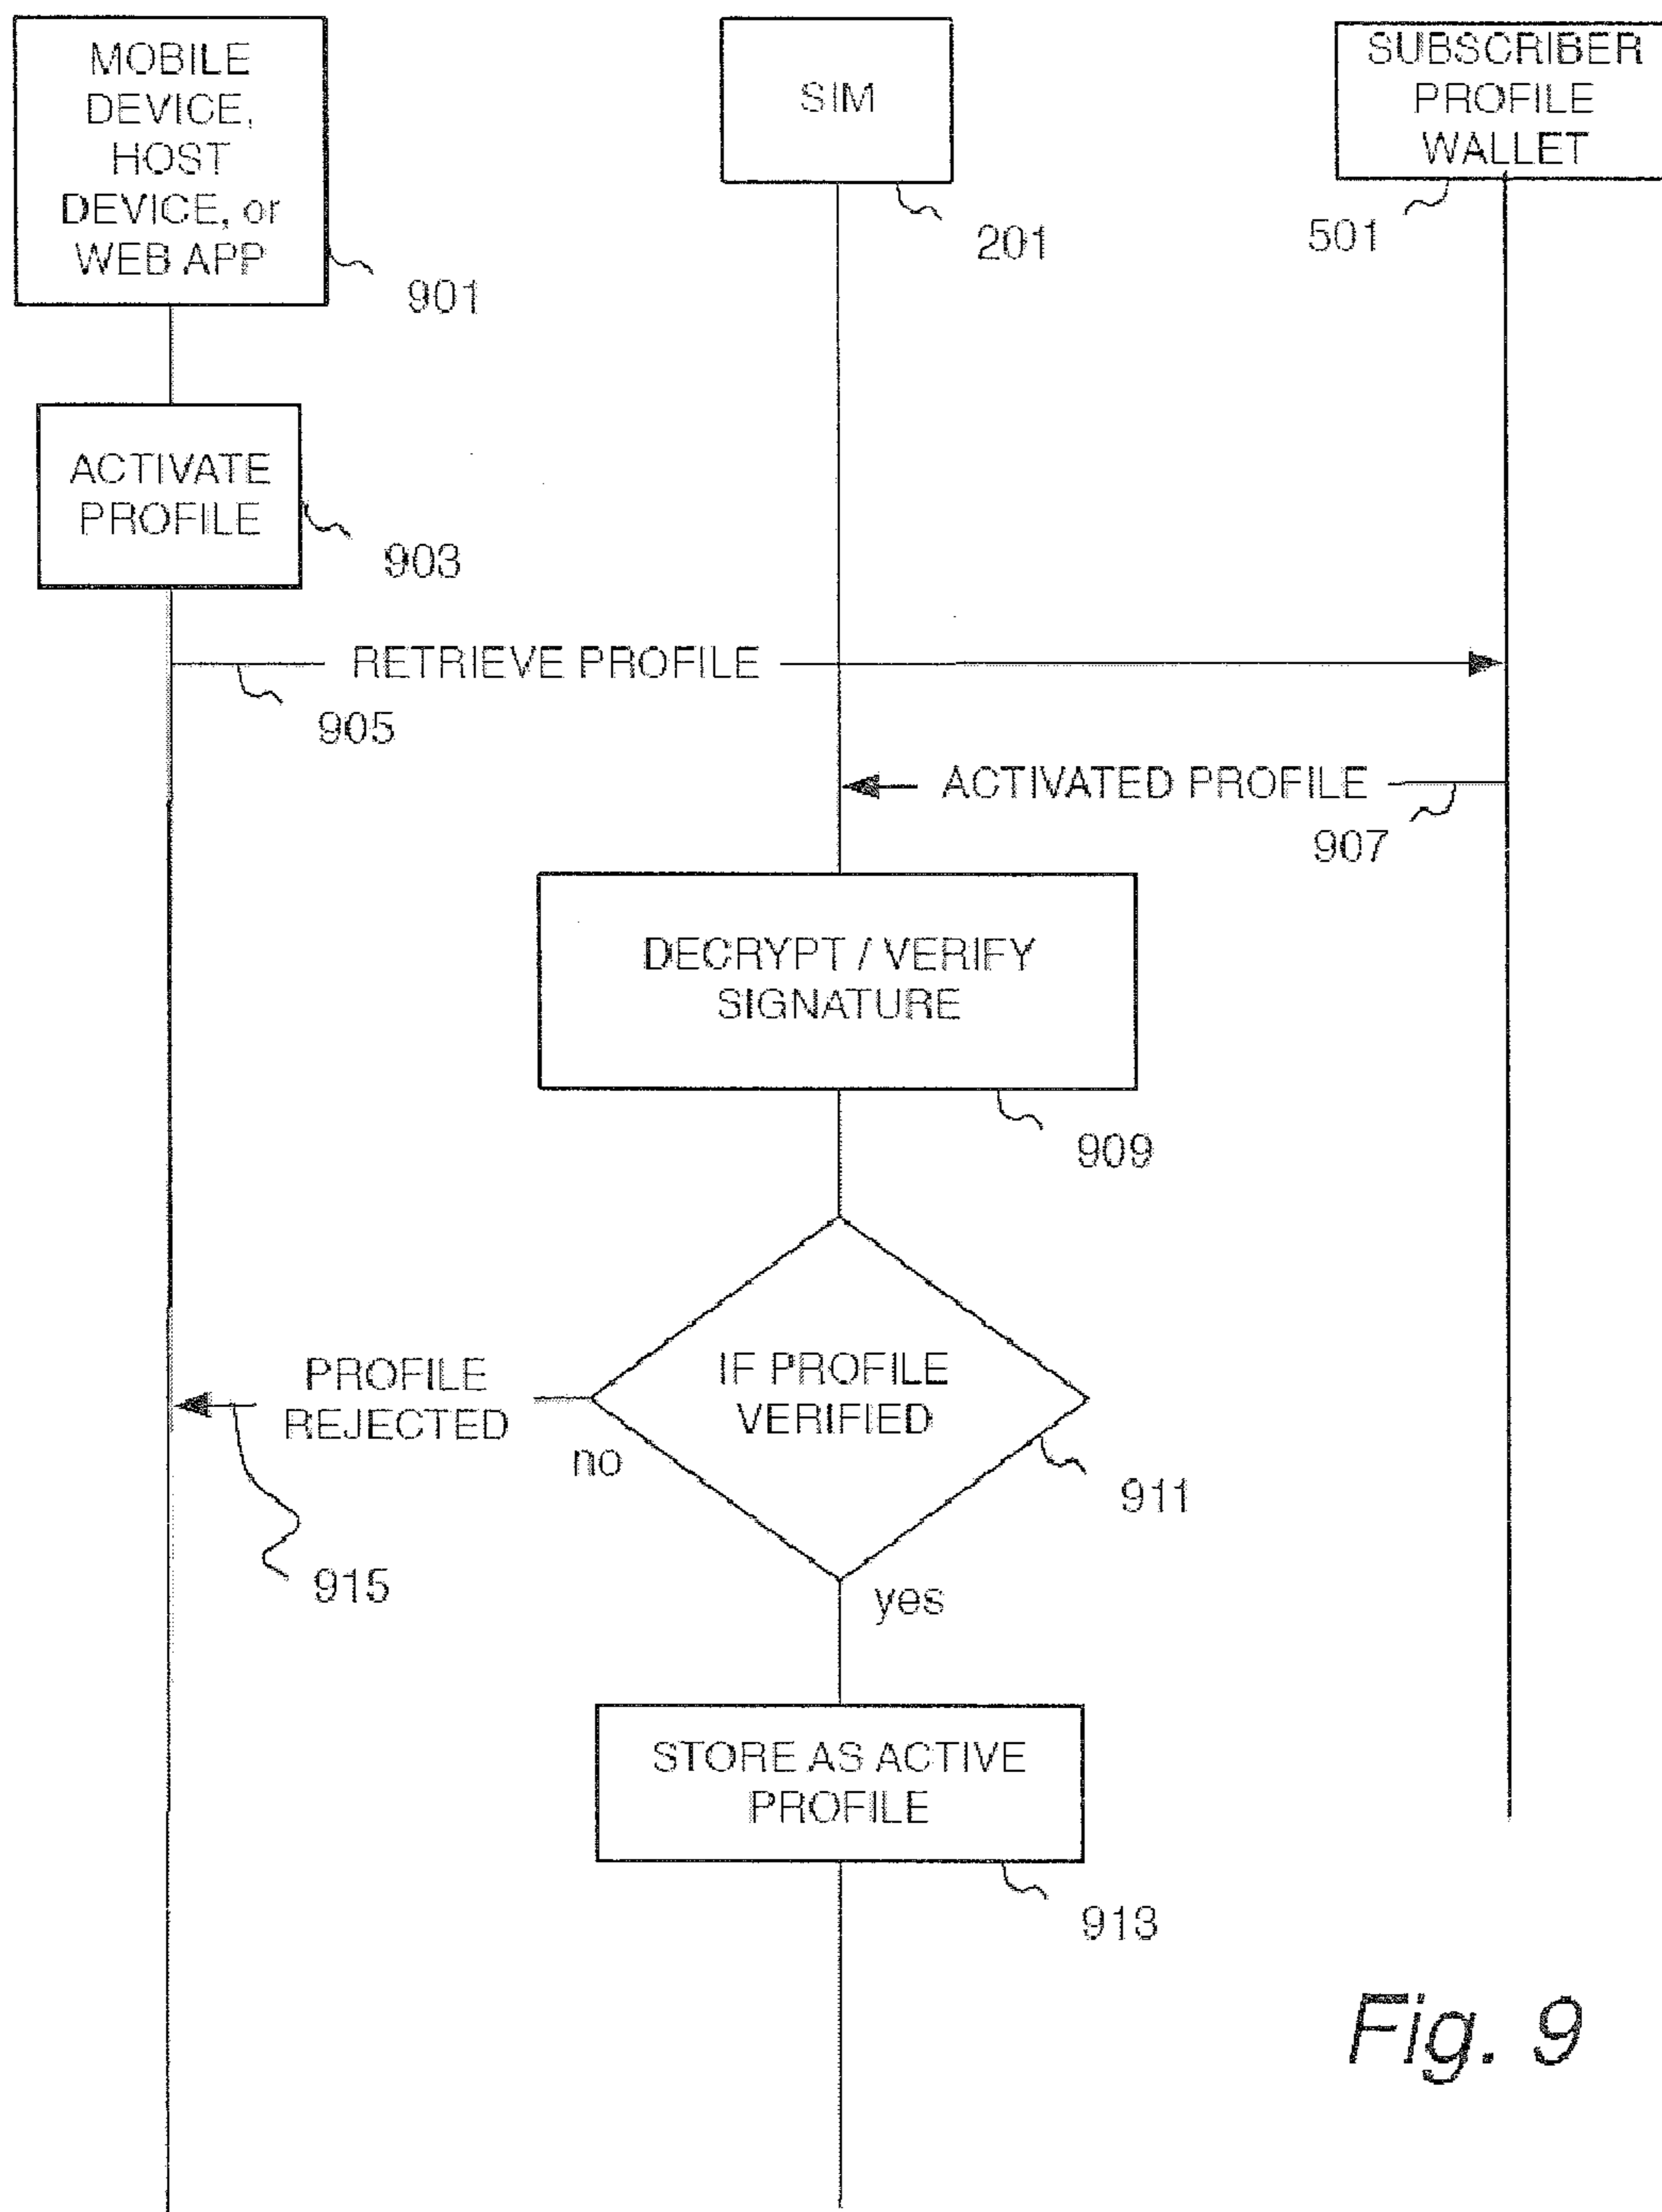 MOBILE
DEVICE,
HOST
DEVICE, or
WEB APP
901
SIM
201
SUBSCRIBER
PROFILE
WALLET
501
ACTIVATE
PROFILE
903
RETRIEVE PROFILE
905
ACTIVATED PROFILE
907
DECRYPT / VERIFY
SIGNATURE
909
IF PROFILE
VERIFIED
911
PROFILE
REJECTED
no
915
yes
STORE AS ACTIVE
PROFILE
913
Fig. 9